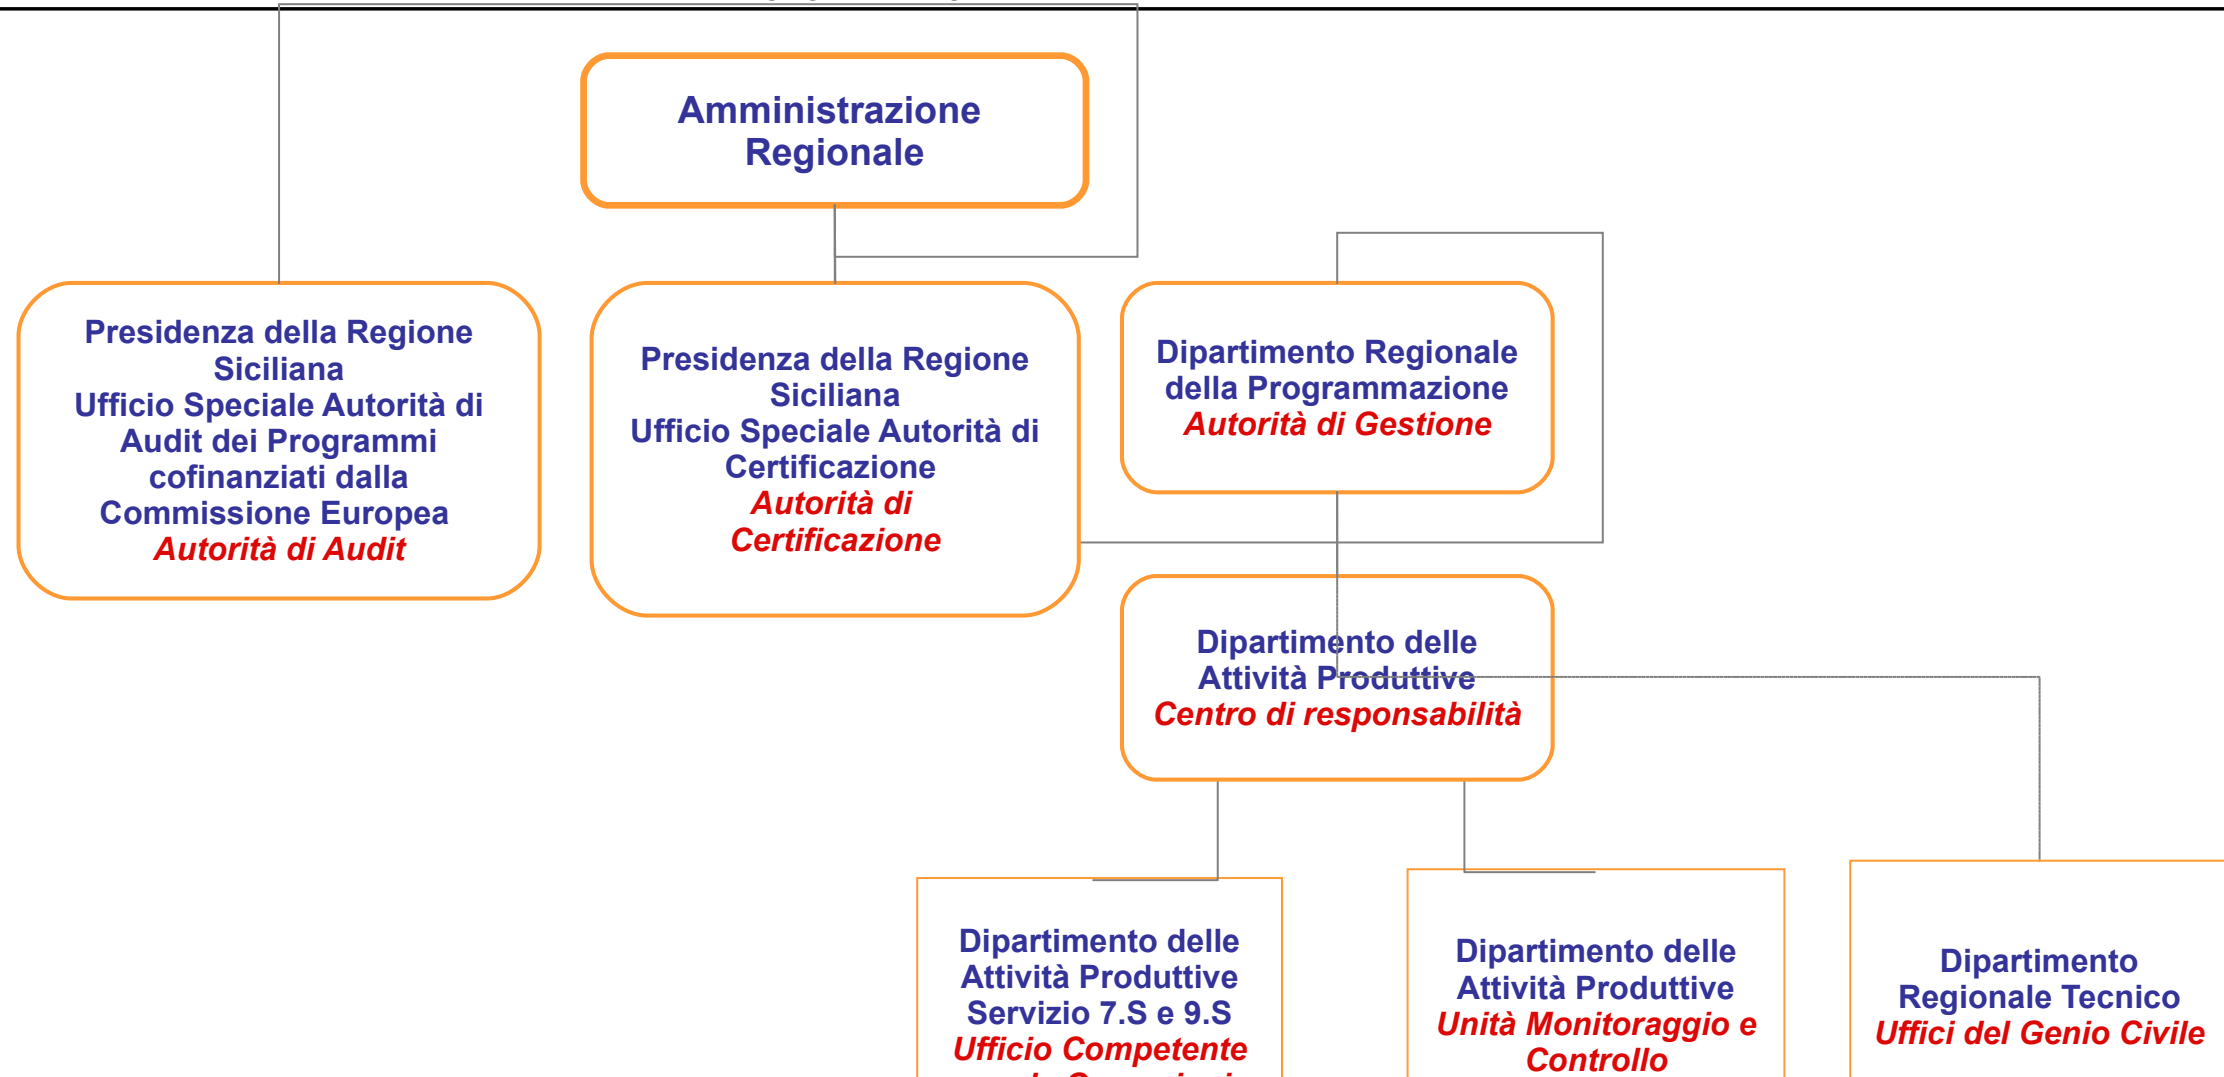 Amministrazione
Regionale
Presidenza della Regione
Siciliana
Ufficio Speciale Autorità di
Audit dei Programmi
cofinanziati dalla
Commissione Europea
Autorità di Audit
Presidenza della Regione
Siciliana
Ufficio Speciale Autorità di
Certificazione
Autorità di
Certificazione
Dipartimento Regionale
della Programmazione
Autorità di Gestione
Dipartimento delle
Attività Produttive
Centro di responsabilità
Dipartimento delle
Attività Produttive
Servizio 7.S e 9.S
Ufficio Competente
Dipartimento delle
Attività Produttive
Unità Monitoraggio e
Controllo
Dipartimento
Regionale Tecnico
Uffici del Genio Civile